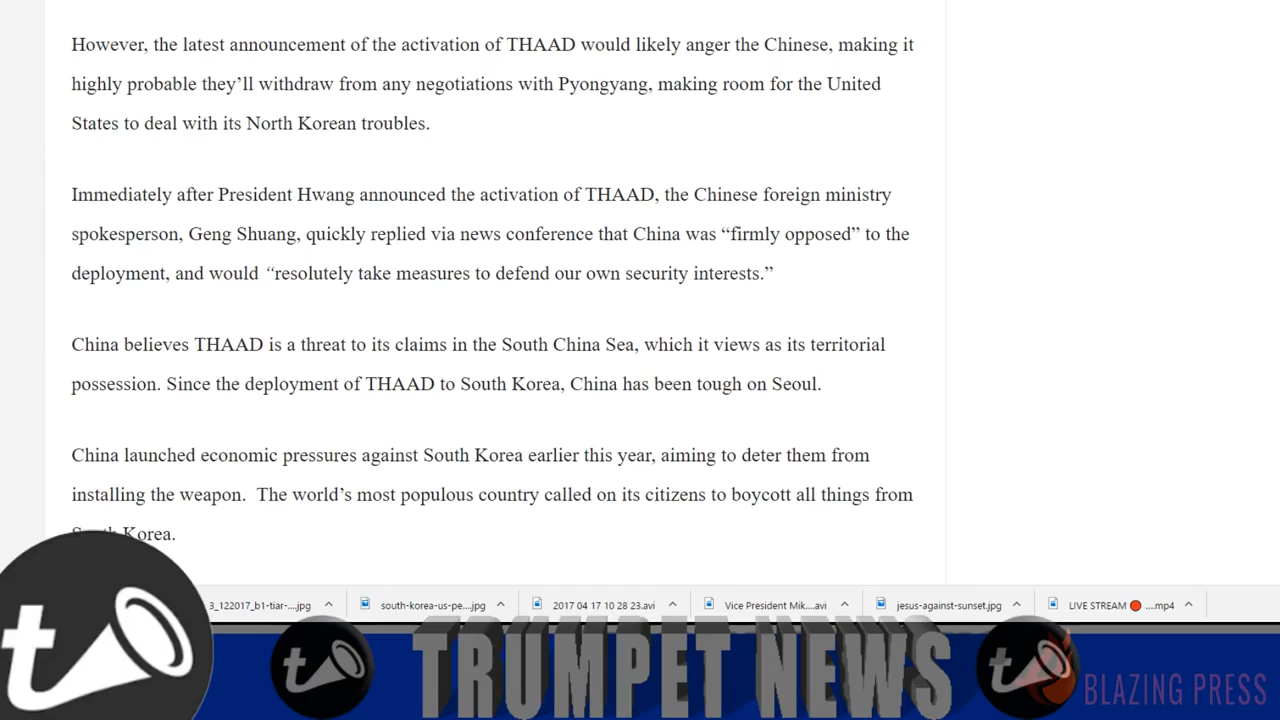 However, the latest announcement of the activation of THAAD would likely anger the Chinese, making it
highly probable they’ll withdraw from any negotiations with Pyongyang, making room for the United
States to deal with its North Korean troubles.
Immediately after President Hwang announced the activation of THAAD, the Chinese foreign ministry
spokesperson, Geng Shuang, quickly replied via news conference that China was “firmly opposed” to the
deployment, and would “resolutely take measures to defend our own security interests.”
China believes THAAD is a threat to its claims in the South China Sea, which it views as its territorial
possession. Since the deployment of THAAD to South Korea, China has been tough on Seoul.
China launched economic pressures against South Korea earlier this year, aiming to deter them from
installing the weapon.  The world’s most populous country called on its citizens to boycott all things from
South Korea.
3_122017_b1-tiar-....jpg south-korea-us-pe....jpg 2017 04 17 10 28 23.avi Vice President Mik....avi jesus-against-sunset.jpg LIVE STREAM 🔴 ....mp4
t t TRUMPET NEWS t BLAZING PRESS